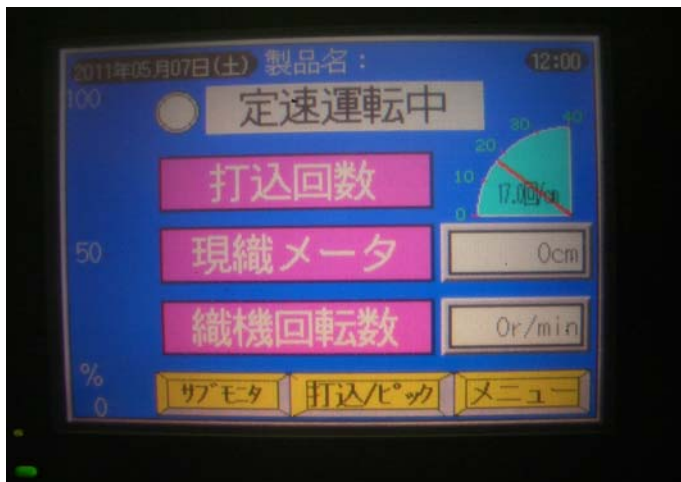 2011年05月07日(土) 製品名: 12:00
100
定速運転中
40
30
20
10
0
打込回数
17.0回/cm
50
現織メータ
0cm
織機回転数
0r/min
%
0
サブモニタ 打込/ピック メニュー